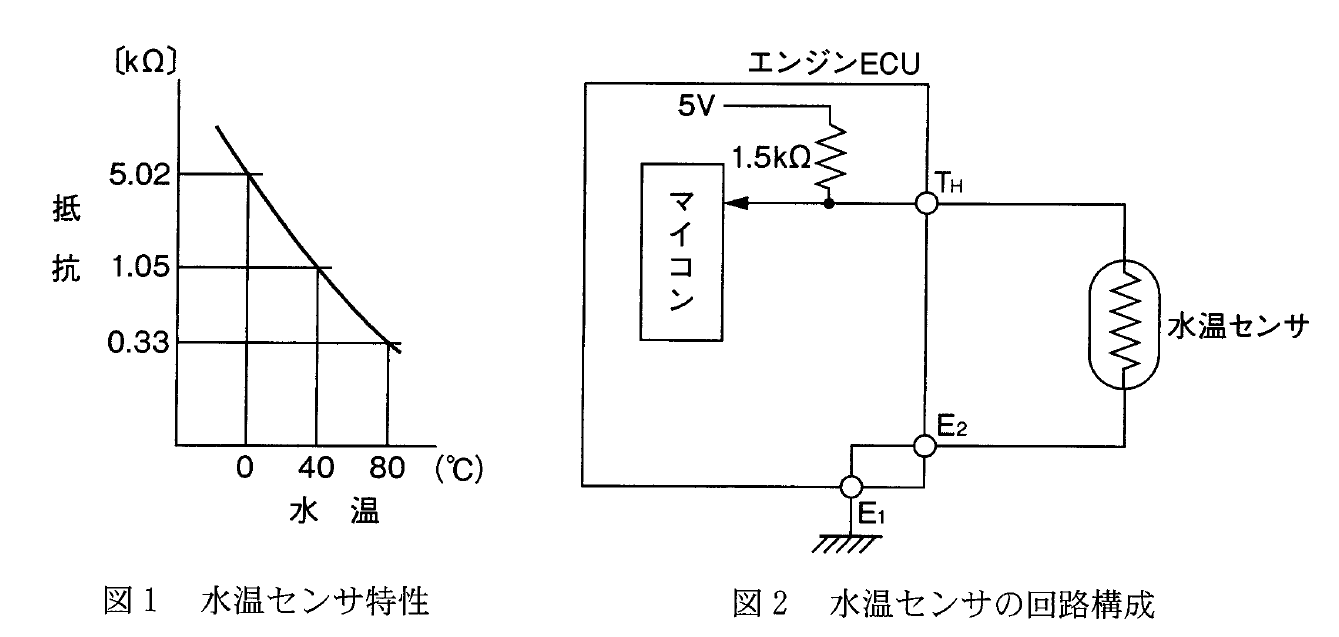 〔kΩ〕
5.02
1.05
0.33
抵抗
0 40 80 (℃)
水 温
図1 水温センサ特性
エンジンECU
5V
1.5kΩ
マイコン
TH
水温センサ
E2
E1
図2 水温センサの回路構成